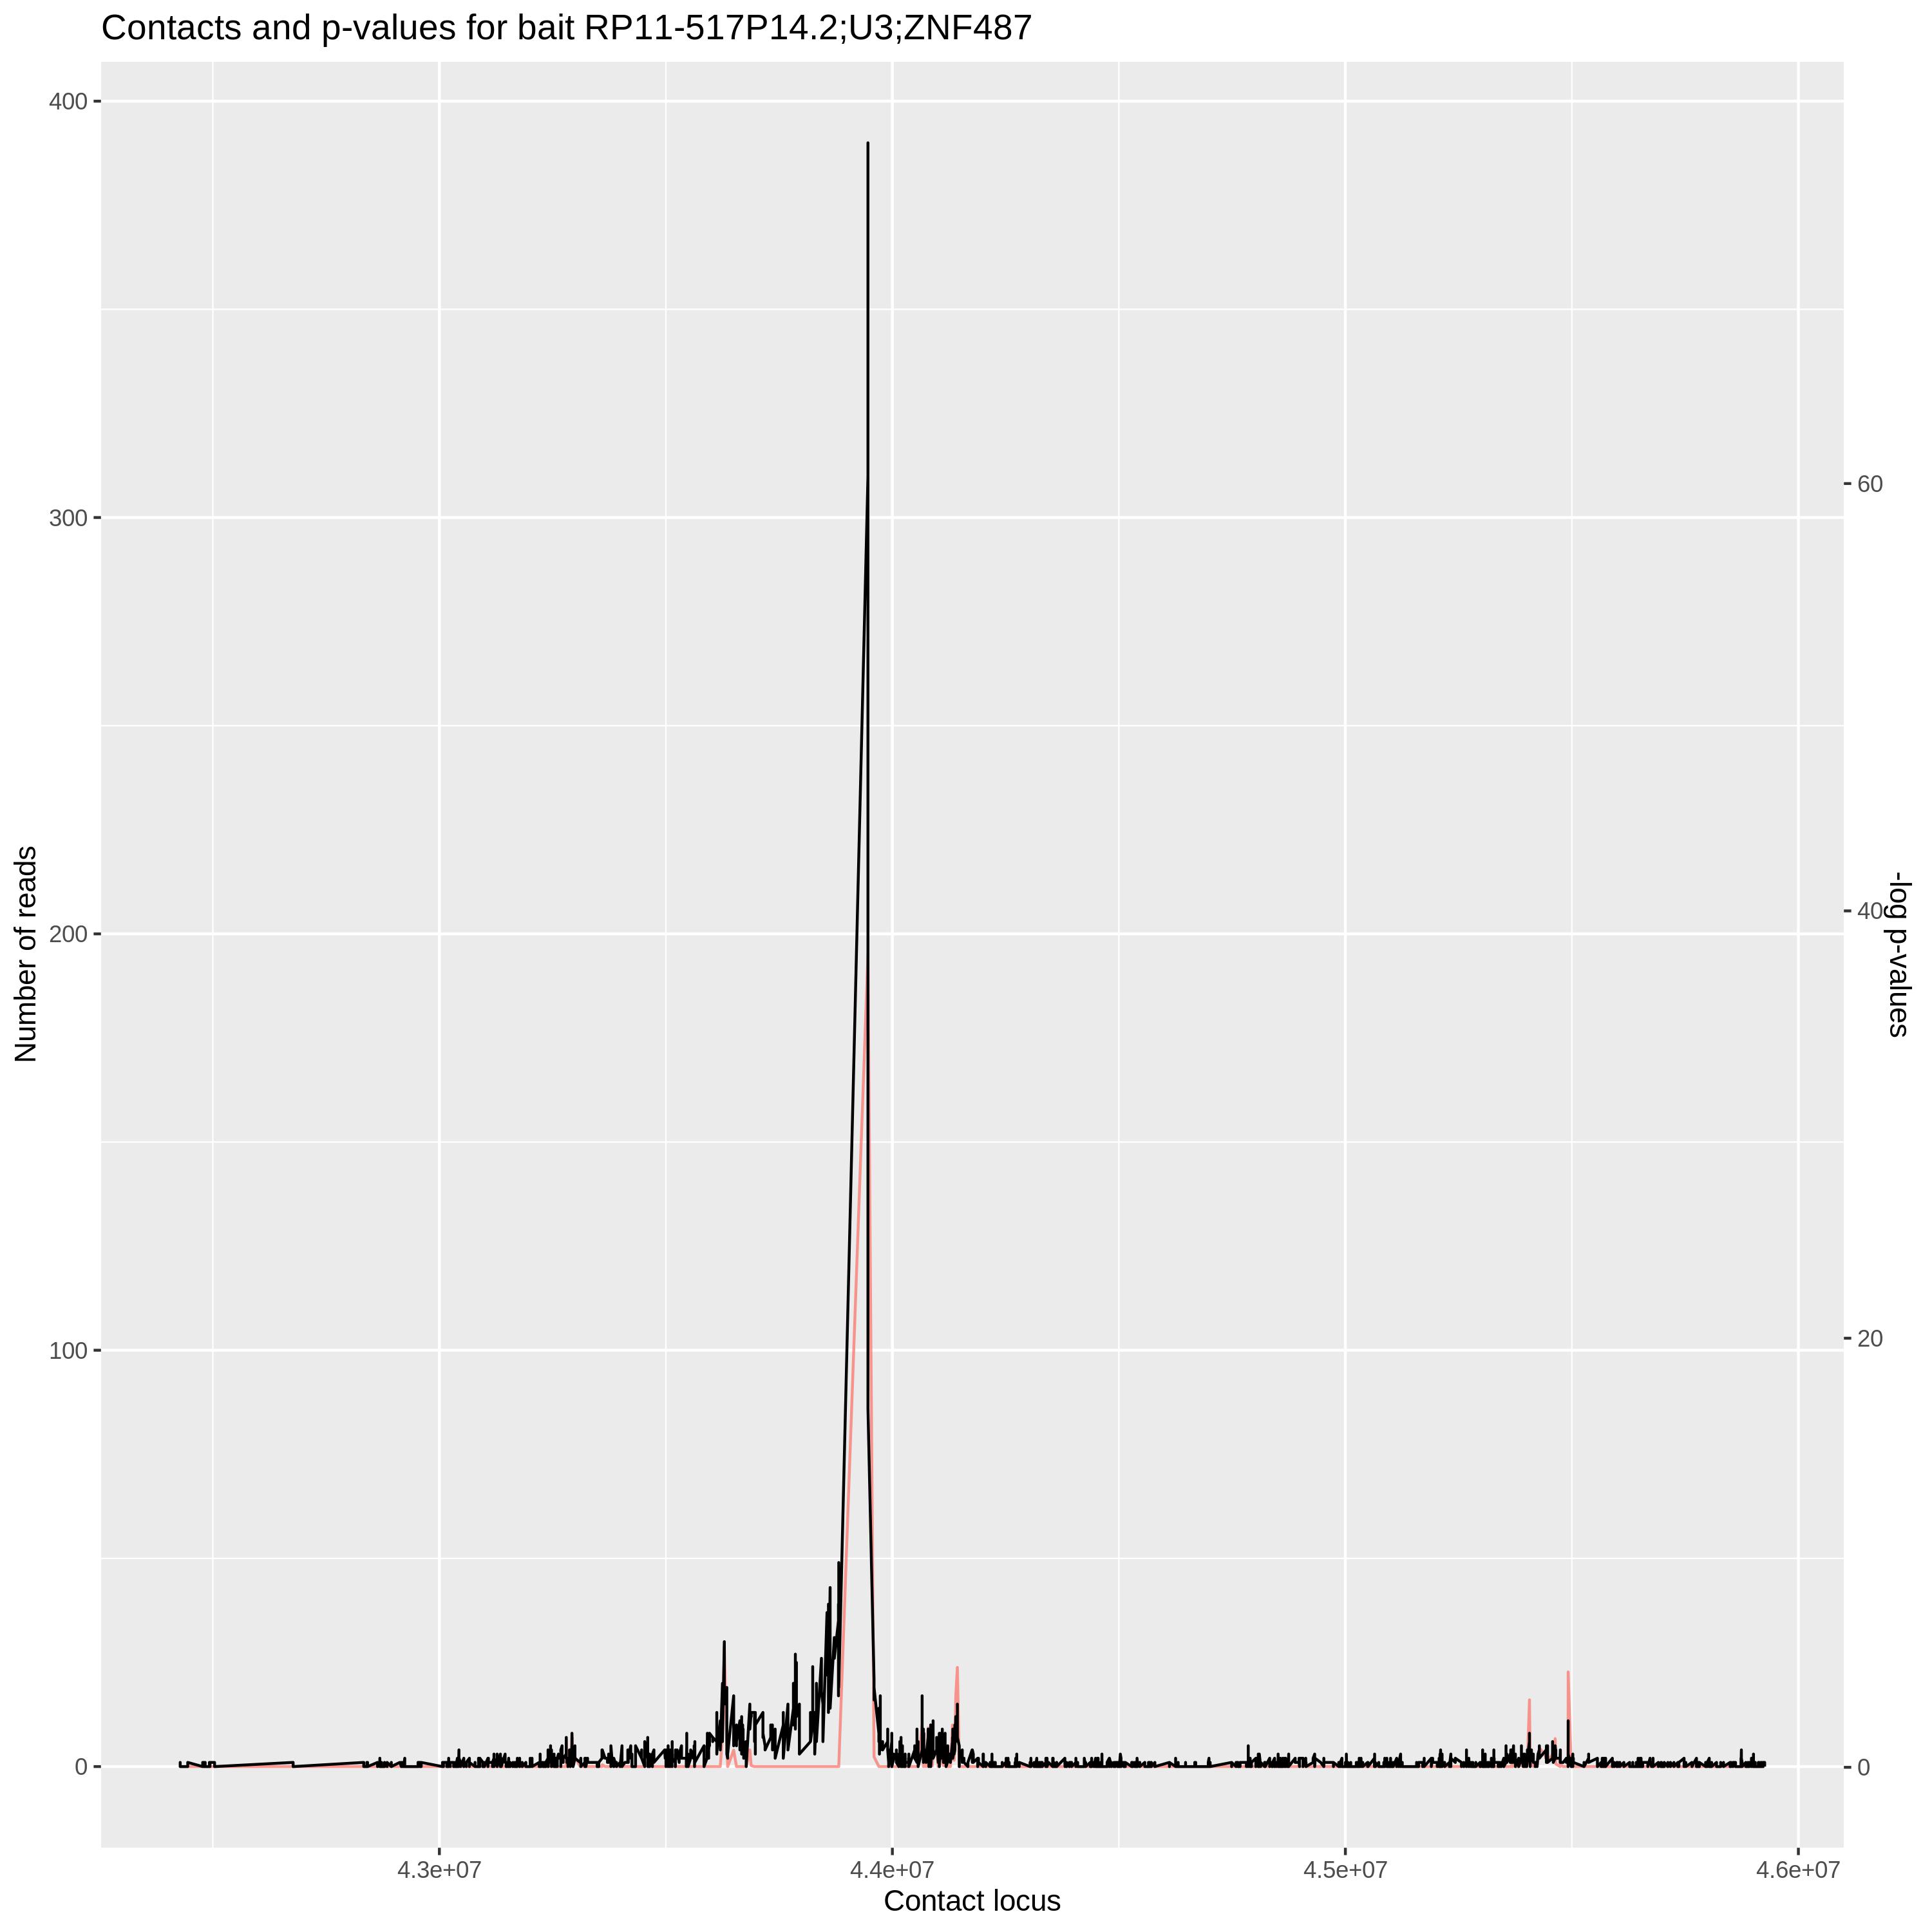 Contacts and p-values for bait RP11-517P14.2;U3;ZNF487
400
300
200
100
0
Number of reads
60
40
20
0
-log p-values
4.3e+07
4.4e+07
4.5e+07
4.6e+07
Contact locus